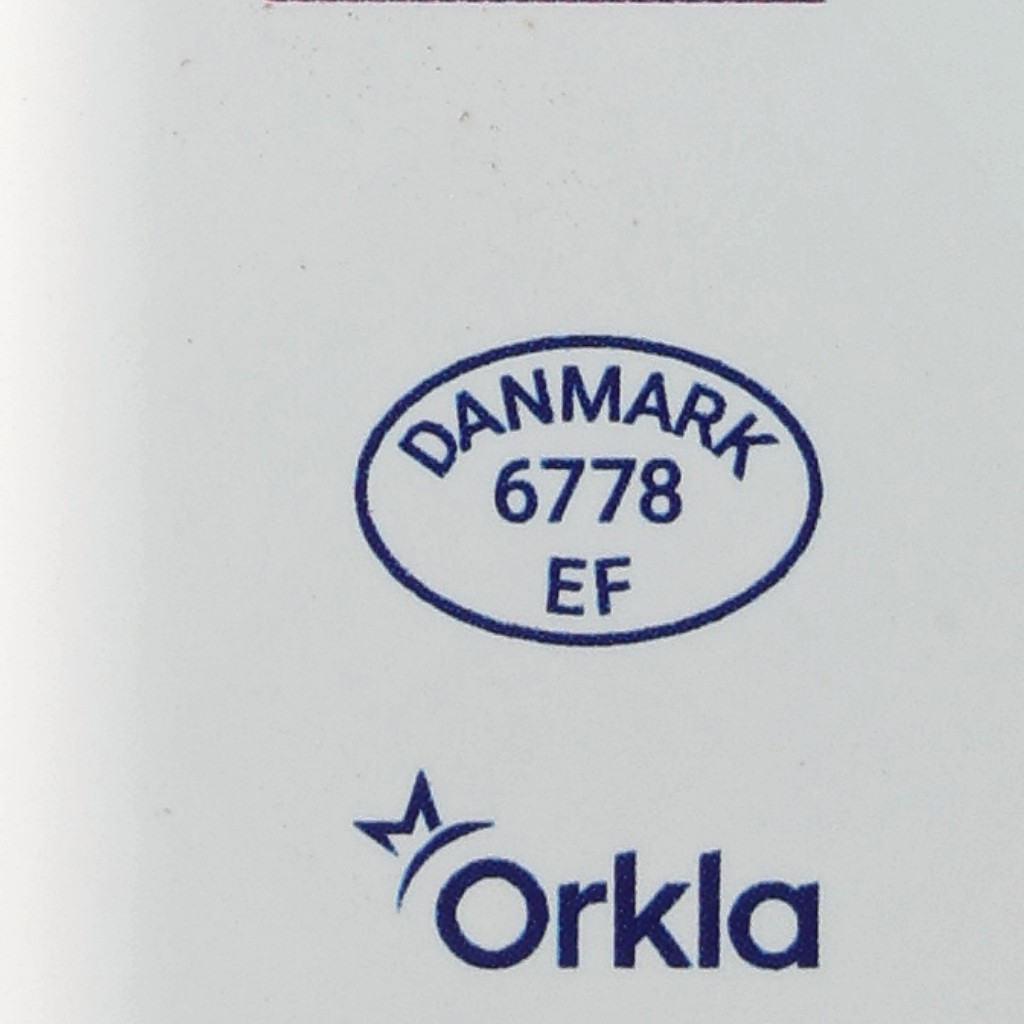 DANMARK
6778
EF
Orkla